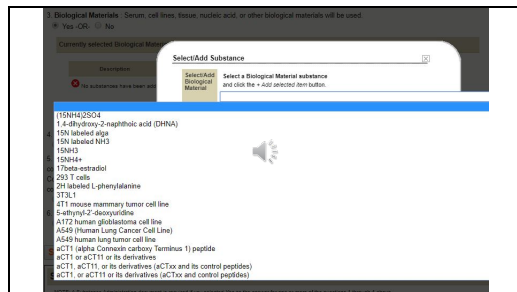 3. Biological Materials : Serum, cell lines, tissue, nucleic acid, or other biological materials will be used
Yes -OR- No
Currently selected Biological Mater
Select/Add Substance
Description
Select/Add Biological Material
Select a Biological Material substance
and click the + Add selected item button.
No substances have been add
(15NH4)2SO4
1,4-dihydroxy-2-naphthoic acid (DHNA)
15N labeled alga
15N labeled NH3
15NH3
15NH4+
17beta-estradiol
293 T cells
2H labeled L-phenylalanine
3T3L1
4T1 mouse mammary tumor cell line
5-ethynyl-2'-deoxyuridine
A172 human glioblastoma cell line
A549 (Human Lung Cancer Cell Line)
A549 human lung tumor cell line
aCT1 (alpha Connexin carboxy Terminus 1) peptide
aCT1 or aCT11 or its derivatives
aCT1, aCT11, or its derivatives (aCTxx and its control peptides)
aCT1, or aCT11 or its derivatives (aCTxx and control peptides)
4.
5.
6.